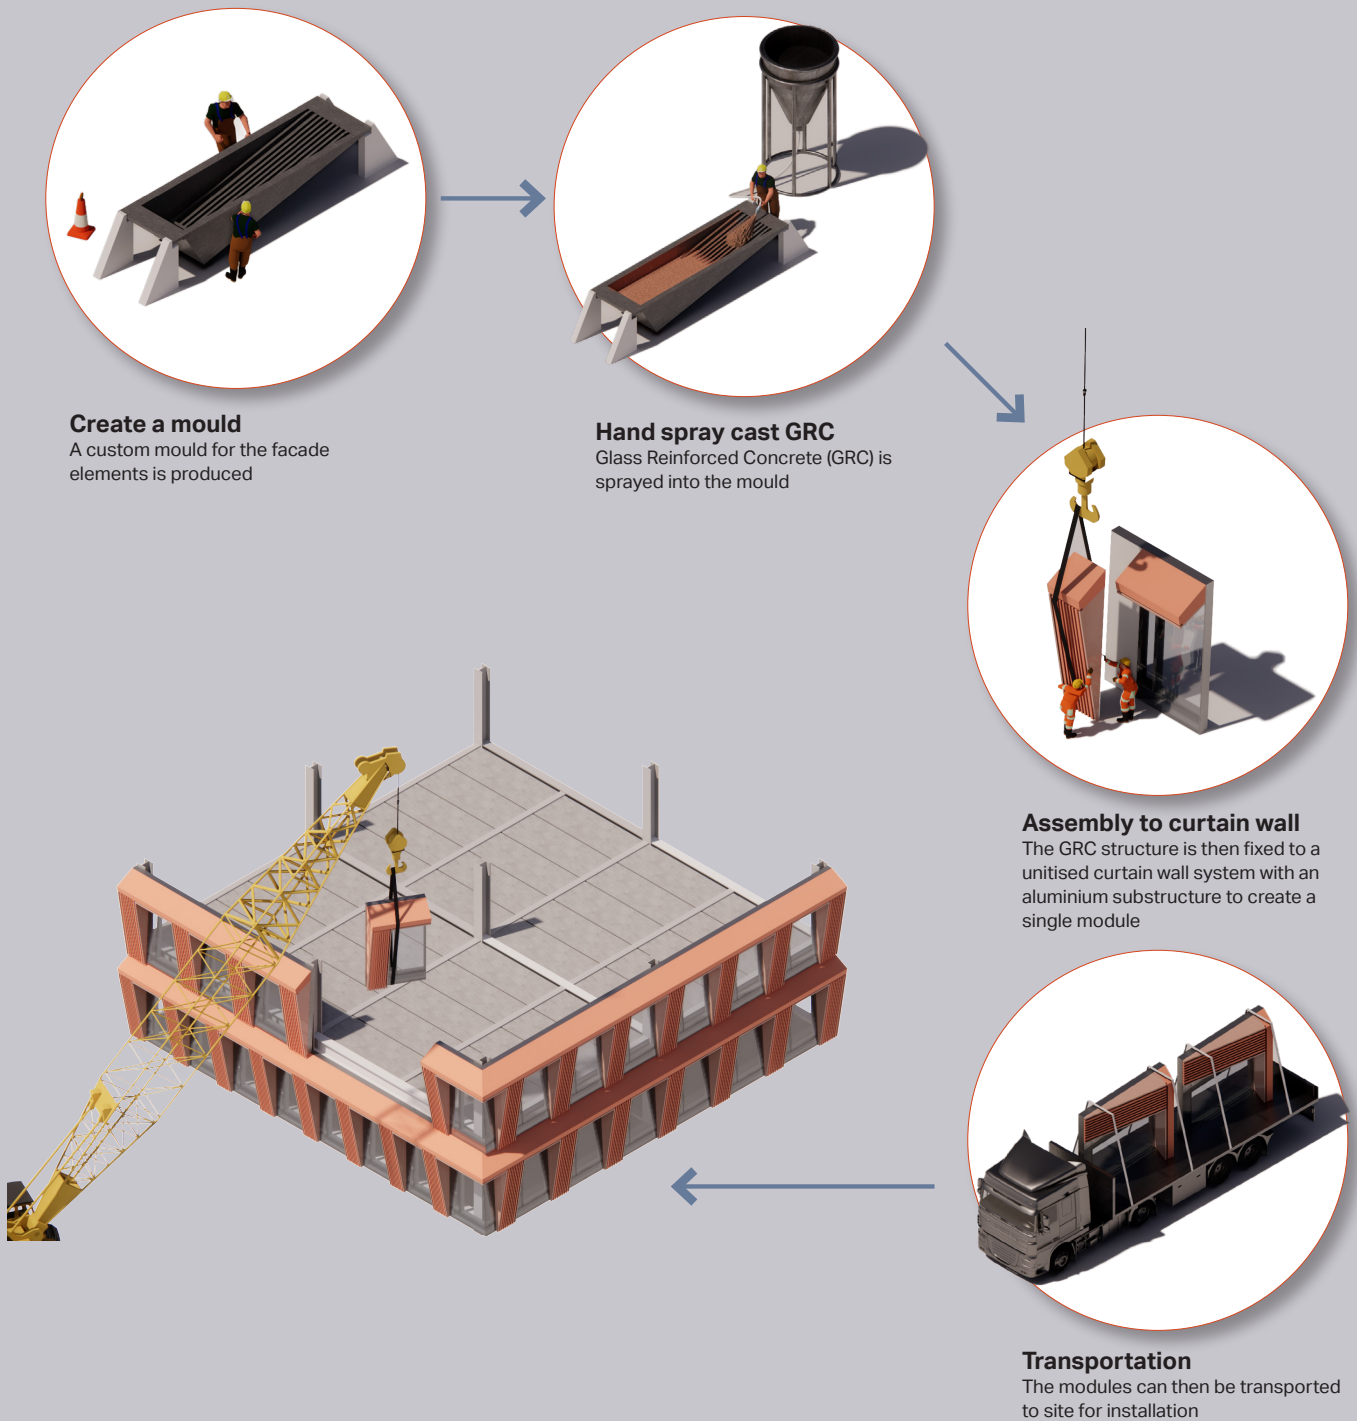 Create a mould
A custom mould for the facade
elements is produced
Hand spray cast GRC
Glass Reinforced Concrete (GRC) is
sprayed into the mould
Assembly to curtain wall
The GRC structure is then fixed to a
unitised curtain wall system with an
aluminium substructure to create a
single module
Transportation
The modules can then be transported
to site for installation